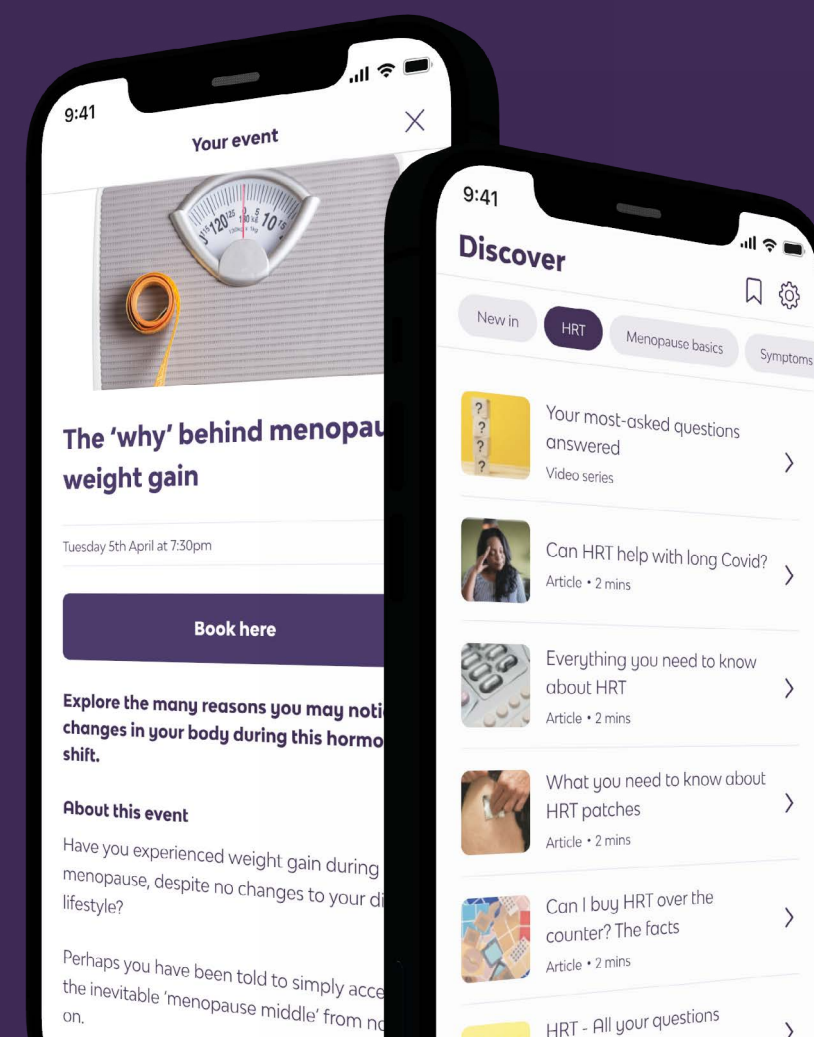 9:41
Your event
The ‘why’ behind
weight gain
Tuesday 5th April at 7:30pm
Book here
Explore the many reasons you may
changes in your body during this
shift.
About this event
Have you experienced weight gain during
menopause, despite no changes to your
lifestyle?
Perhaps you have been told to simply
the inevitable ‘menopause middle’ from
on.
9:41
Discover
New in
HRT
Menopause basics
Symptoms
Your most-asked questions
answered
Video series
Can HRT help with long Covid?
Article • 2 mins
Everything you need to know
about HRT
Article • 2 mins
What you need to know about
HRT patches
Article • 2 mins
Can I buy HRT over the
counter? The facts
Article • 2 mins
HRT - All your questions